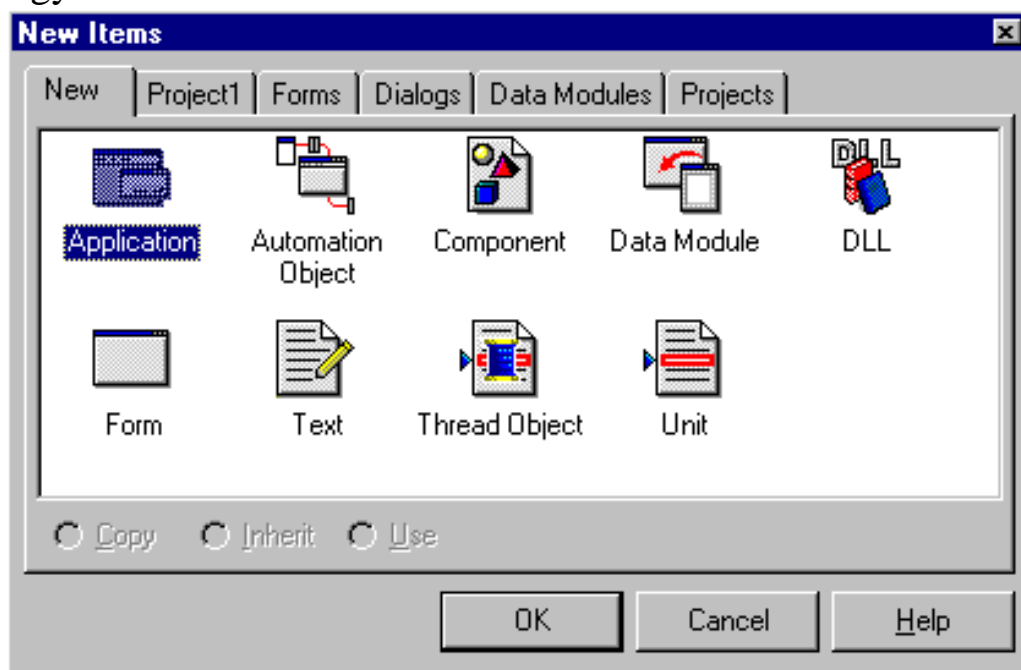 gy
New Items
New Project1 Forms Dialogs Data Modules Projects
DLL
Application Automation Object Component Data Module DLL
Form Text Thread Object Unit
Copy Inherit Use
OK Cancel Help